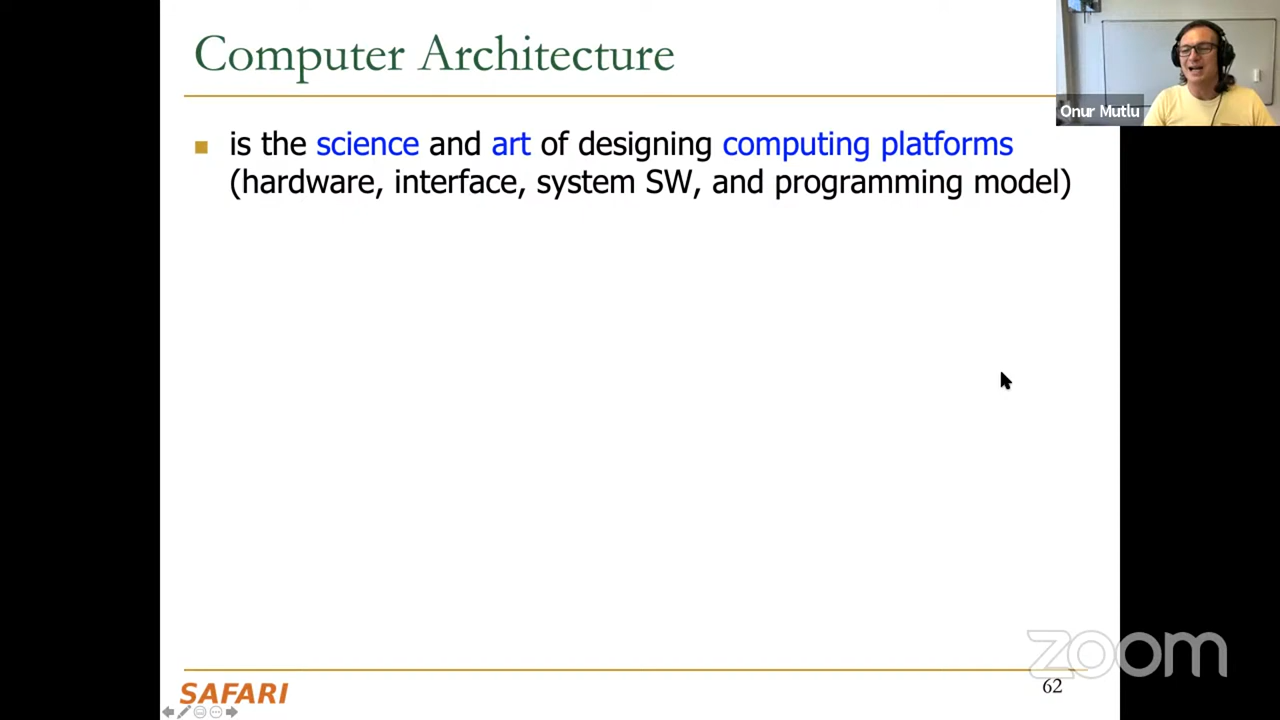 Computer Architecture
Onur Mutlu
is the science and art of designing computing platforms
(hardware, interface, system SW, and programming model)
zoom
SAFARI
62